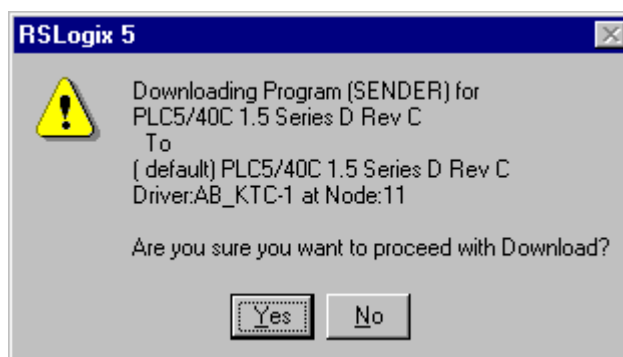 RSLogix 5
Downloading Program (SENDER) for
PLC5/40C 1.5 Series D Rev C
To
( default) PLC5/40C 1.5 Series D Rev C
Driver:AB_KTC-1 at Node:11
Are you sure you want to proceed with Download?
Yes No